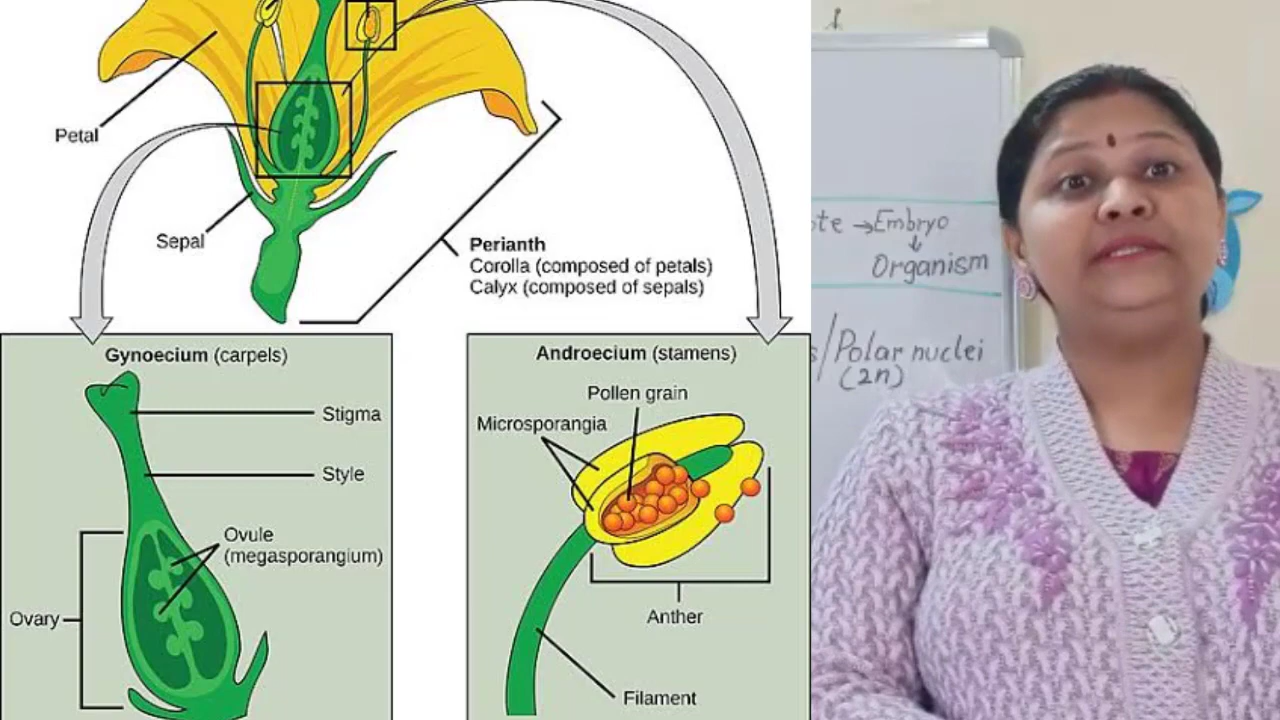 Petal
Sepal
Perianth
Corolla (composed of petals)
Calyx (composed of sepals)
Gynoecium (carpels)
Stigma
Style
Ovule
(megasporangium)
Ovary
Androecium (stamens)
Pollen grain
Microsporangia
Anther
Filament
→Embryo
↓
Organism
/Polar nuclei
(2n)